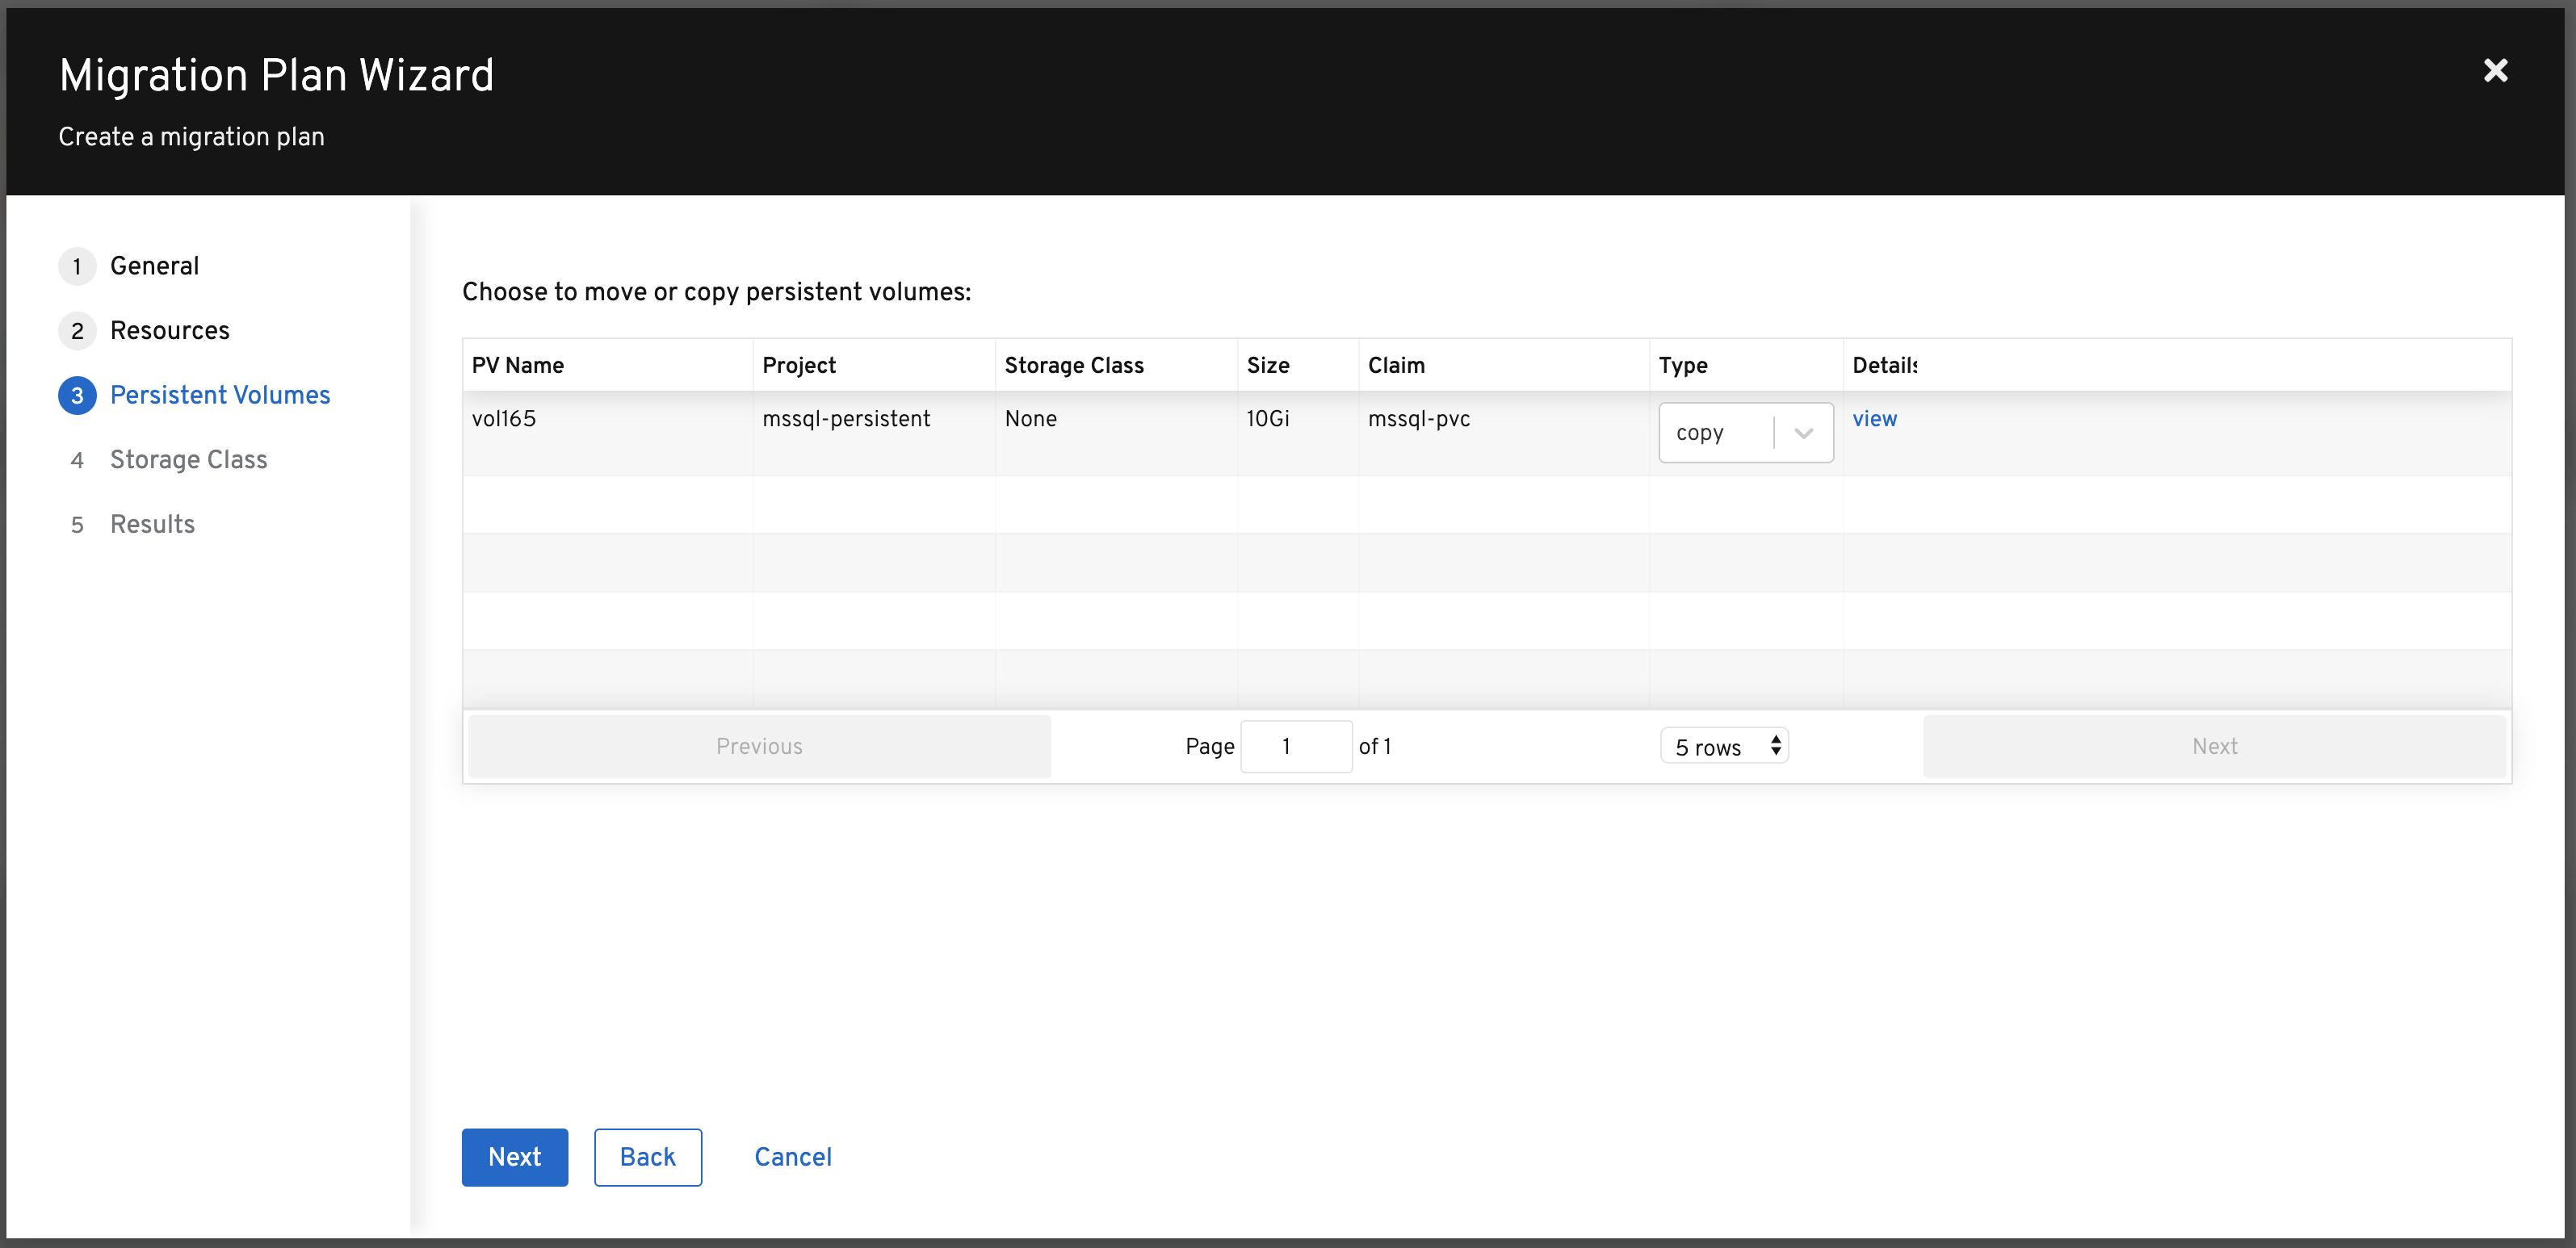 Migration Plan Wizard
Create a migration plan
1 General
2 Resources
3 Persistent Volumes
4 Storage Class
5 Results
Choose to move or copy persistent volumes:
PV Name Project Storage Class Size Claim Type Details
vol165 mssql-persistent None 10Gi mssql-pvc copy view
Previous Page 1 of 1 5 rows Next
Next Back Cancel